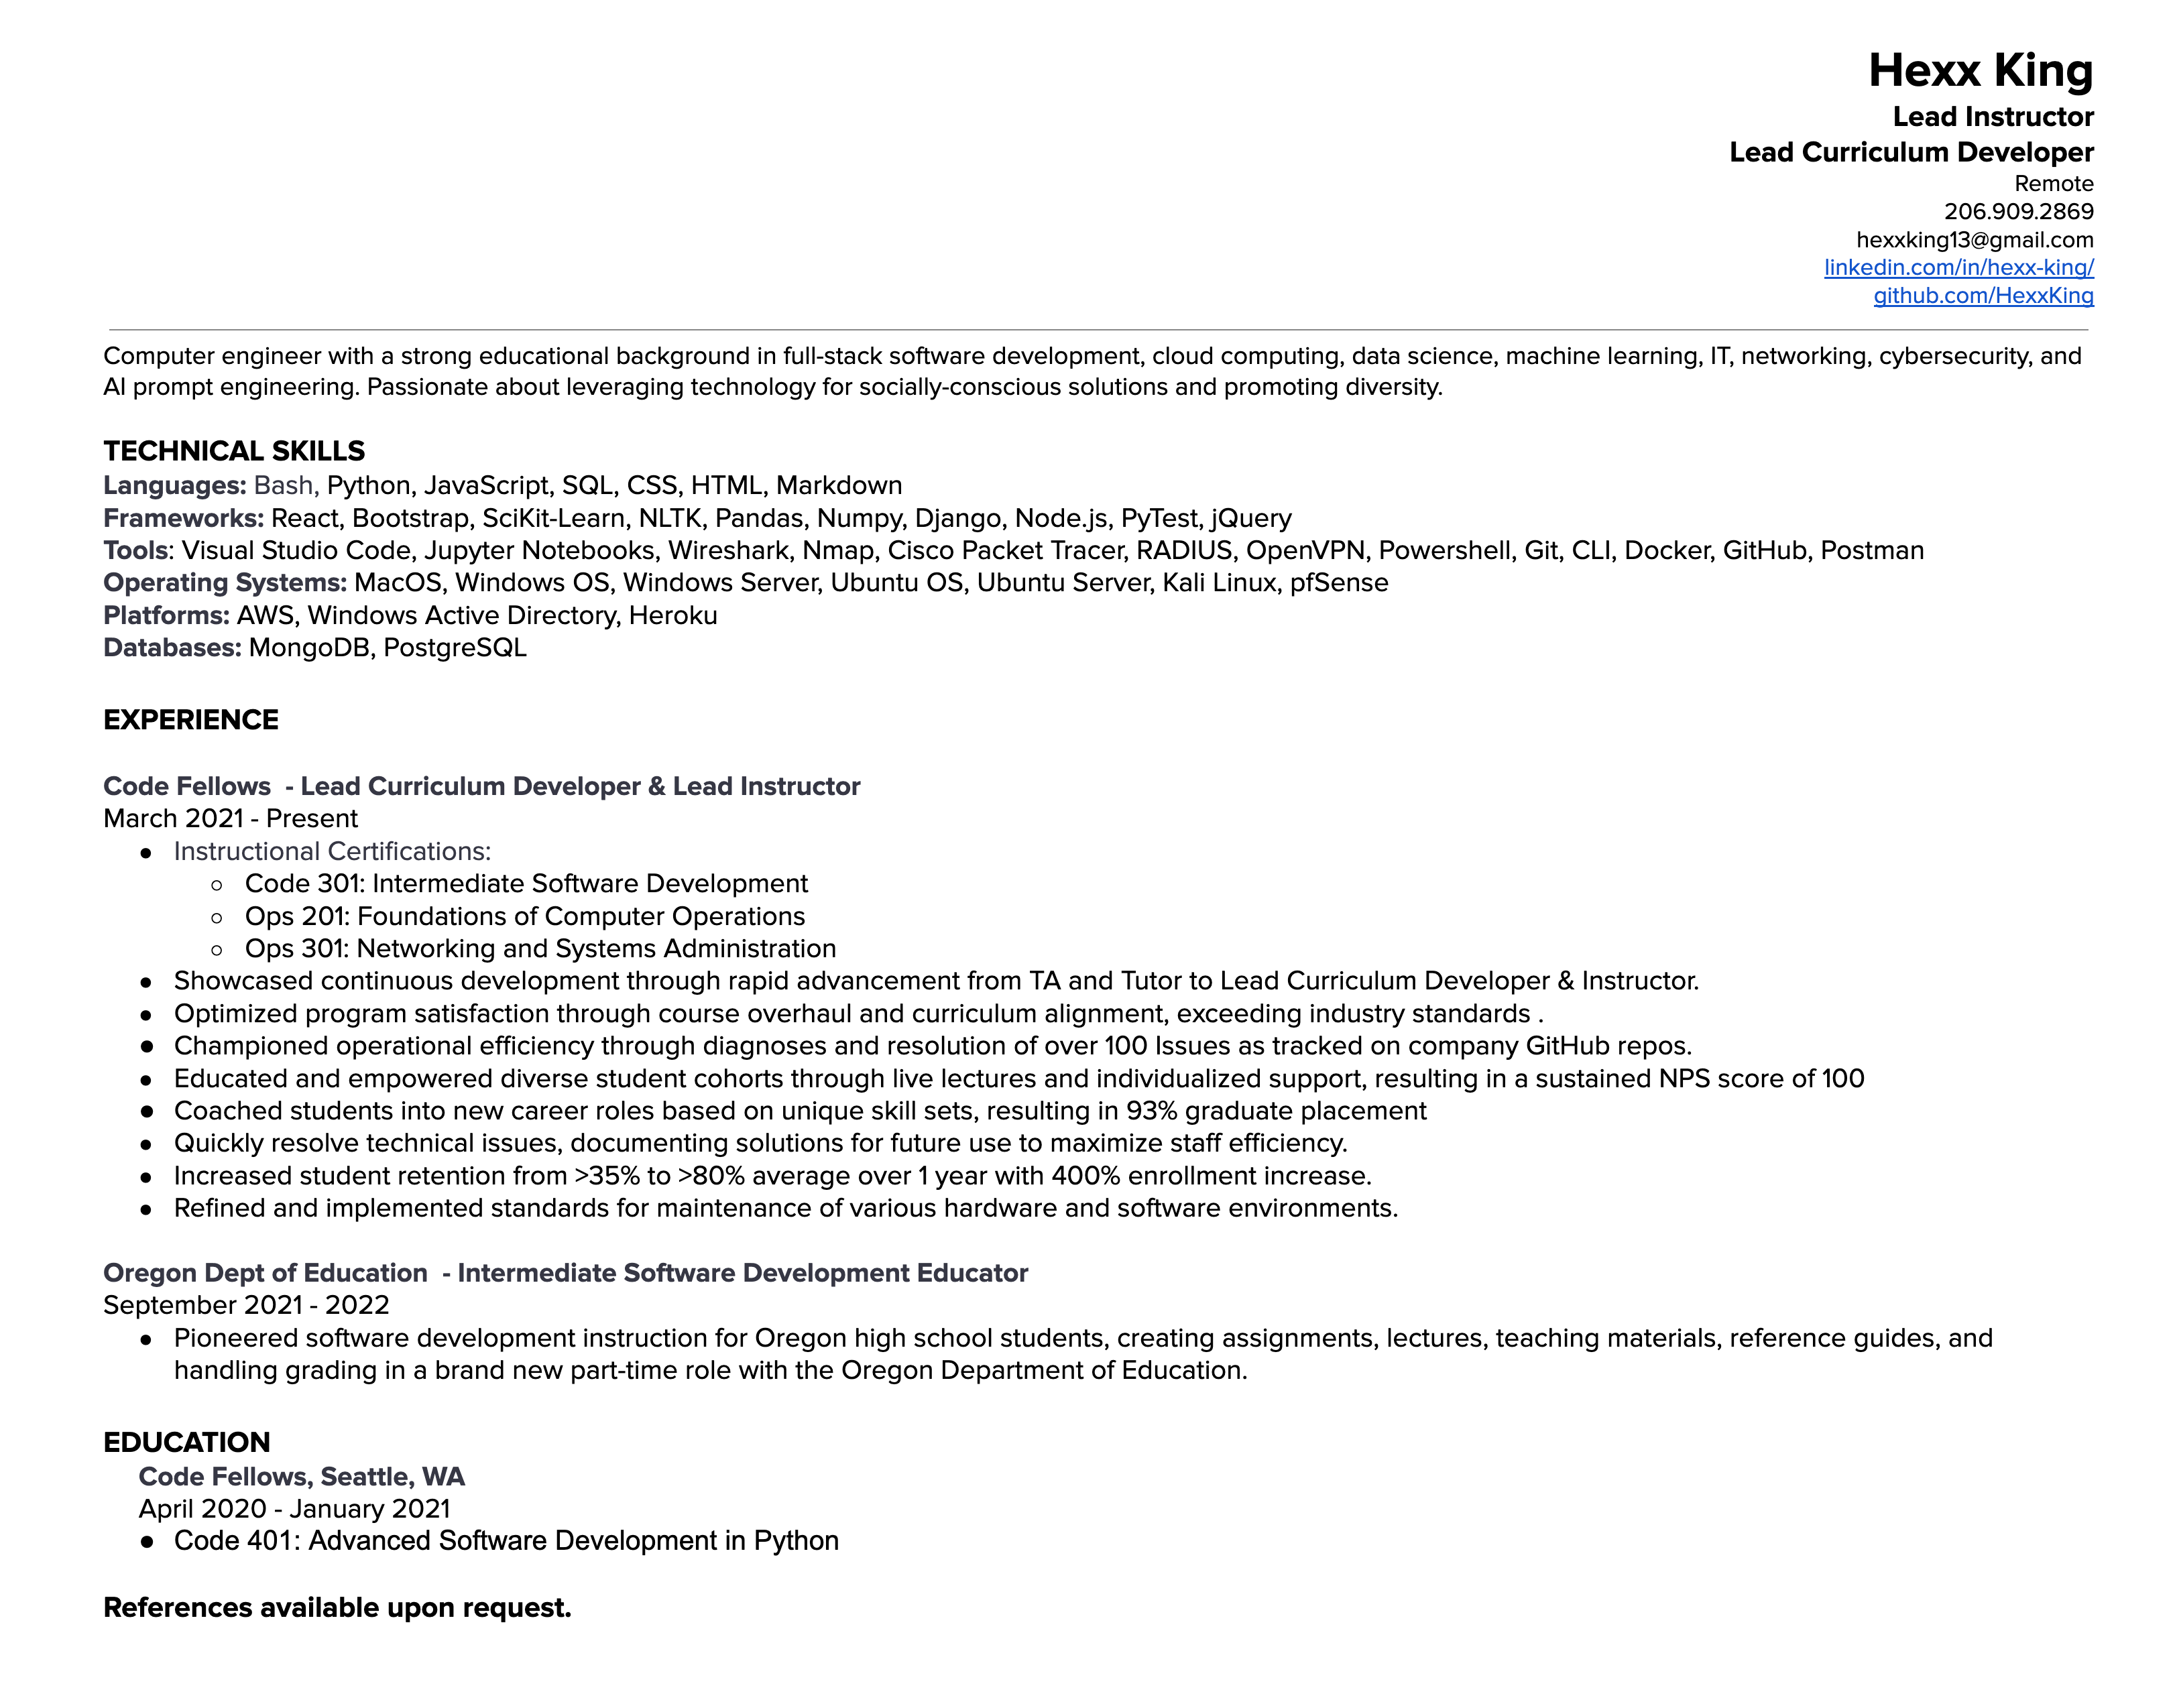 Hexx King
Lead Instructor
Lead Curriculum Developer
Remote
206.909.2869
hexxking13@gmail.com
linkedin.com/in/hexx-king/
github.com/HexxKing
Computer engineer with a strong educational background in full-stack software development, cloud computing, data science, machine learning, IT, networking, cybersecurity, and
AI prompt engineering. Passionate about leveraging technology for socially-conscious solutions and promoting diversity.
TECHNICAL SKILLS
Languages: Bash, Python, JavaScript, SQL, CSS, HTML, Markdown
Frameworks: React, Bootstrap, SciKit-Learn, NLTK, Pandas, Numpy, Django, Node.js, PyTest, jQuery
Tools: Visual Studio Code, Jupyter Notebooks, Wireshark, Nmap, Cisco Packet Tracer, RADIUS, OpenVPN, Powershell, Git, CLI, Docker, GitHub, Postman
Operating Systems: MacOS, Windows OS, Windows Server, Ubuntu OS, Ubuntu Server, Kali Linux, pfSense
Platforms: AWS, Windows Active Directory, Heroku
Databases: MongoDB, PostgreSQL
EXPERIENCE
Code Fellows - Lead Curriculum Developer & Lead Instructor
March 2021 - Present
● Instructional Certifications:
○ Code 301: Intermediate Software Development
○ Ops 201: Foundations of Computer Operations
○ Ops 301: Networking and Systems Administration
● Showcased continuous development through rapid advancement from TA and Tutor to Lead Curriculum Developer & Instructor.
● Optimized program satisfaction through course overhaul and curriculum alignment, exceeding industry standards .
● Championed operational efficiency through diagnoses and resolution of over 100 Issues as tracked on company GitHub repos.
● Educated and empowered diverse student cohorts through live lectures and individualized support, resulting in a sustained NPS score of 100
● Coached students into new career roles based on unique skill sets, resulting in 93% graduate placement
● Quickly resolve technical issues, documenting solutions for future use to maximize staff efficiency.
● Increased student retention from >35% to >80% average over 1 year with 400% enrollment increase.
● Refined and implemented standards for maintenance of various hardware and software environments.
Oregon Dept of Education - Intermediate Software Development Educator
September 2021 - 2022
● Pioneered software development instruction for Oregon high school students, creating assignments, lectures, teaching materials, reference guides, and
handling grading in a brand new part-time role with the Oregon Department of Education.
EDUCATION
Code Fellows, Seattle, WA
April 2020 - January 2021
● Code 401: Advanced Software Development in Python
References available upon request.